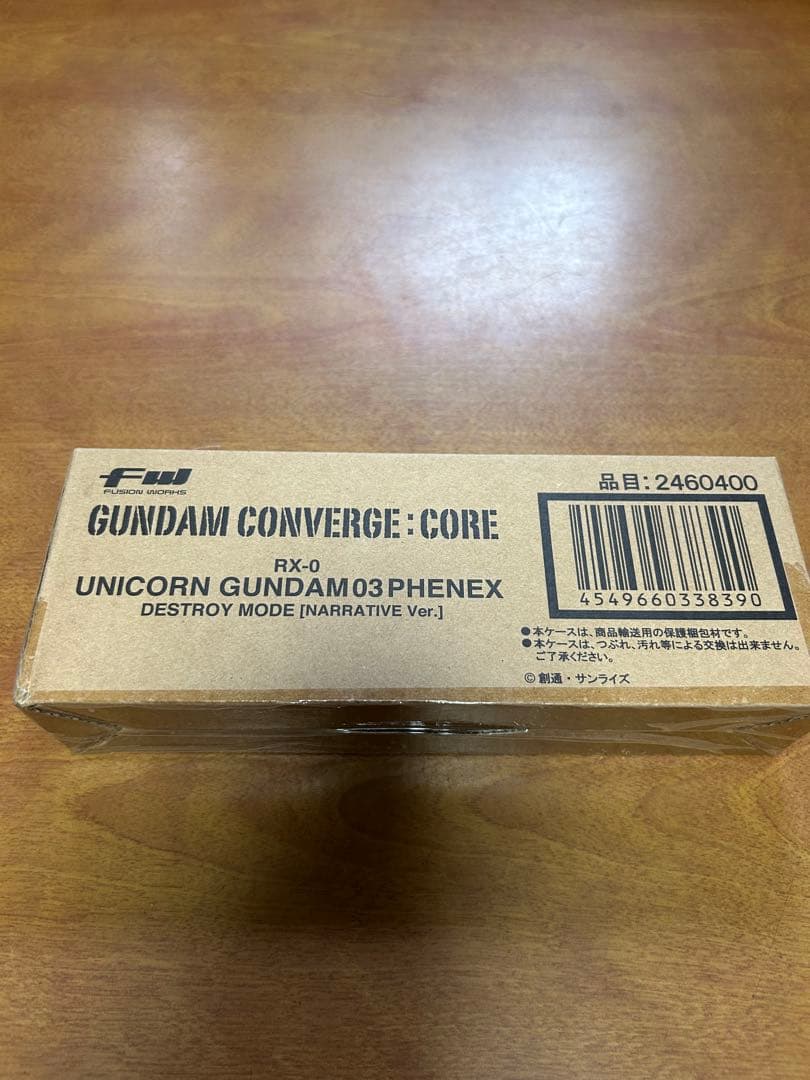 FW
FUSION WORKS
GUNDAM CONVERGE:CORE
RX-0
UNICORN GUNDAM03PHENEX
DESTROY MODE [NARRATIVE Ver.]
品目:2460400
4549660338390
●本ケースは、商品輸送用の保護梱包材です。
●本ケースは、つぶれ、汚れ等による交換は出来ません。
ご了承ください。
© 創通・サンライズ